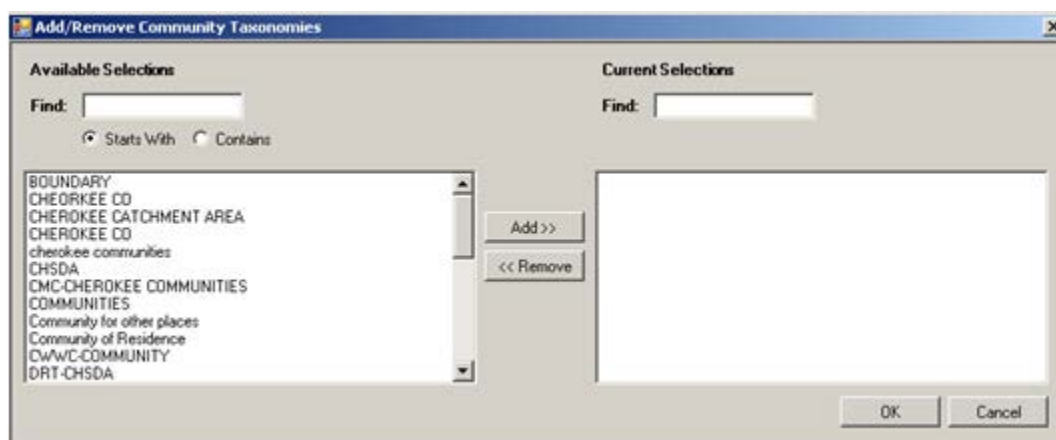 Add/Remove Community Taxonomies
Available Selections
Current Selections
Find:
Find:
Starts With Contains
BOUNDARY
CHEORKEE CO
CHEROKEE CATCHMENT AREA
CHEROKEE CO
cherokee communities
CHSDA
CMC-CHEROKEE COMMUNITIES
COMMUNITIES
Community for other places
Community of Residence
CWWC-COMMUNITY
DRT-CHSDA
Add >>
<< Remove
OK
Cancel